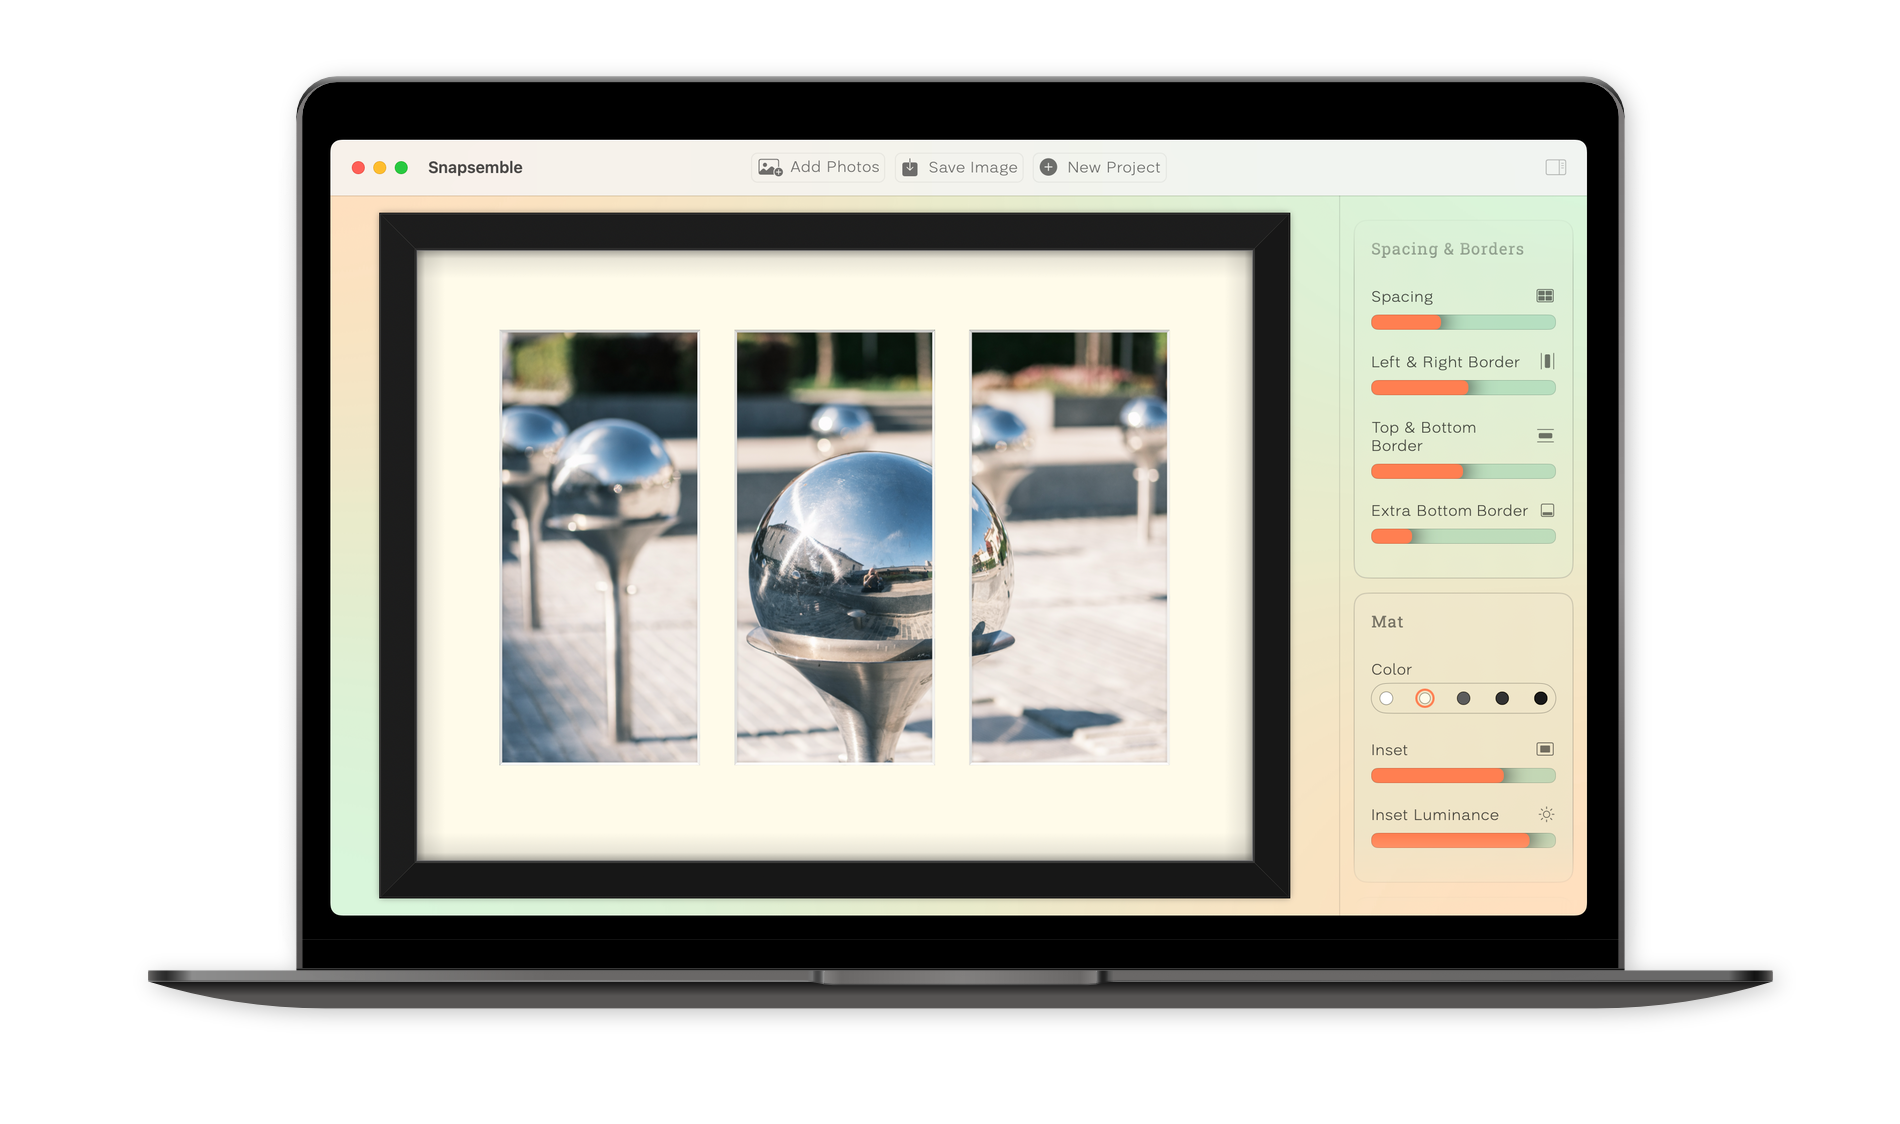 Snapsemble
Add Photos
Save Image
New Project
Spacing & Borders
Spacing
Left & Right Border
Top & Bottom
Border
Extra Bottom Border
Mat
Color
Inset
Inset Luminance